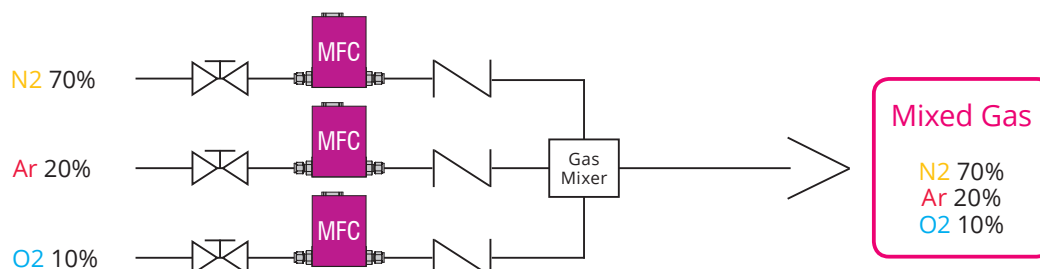 MFC
N2 70%
MFC
Ar 20%
Gas
Mixer
MFC
O2 10%
Mixed Gas
N2 70%
Ar 20%
O2 10%